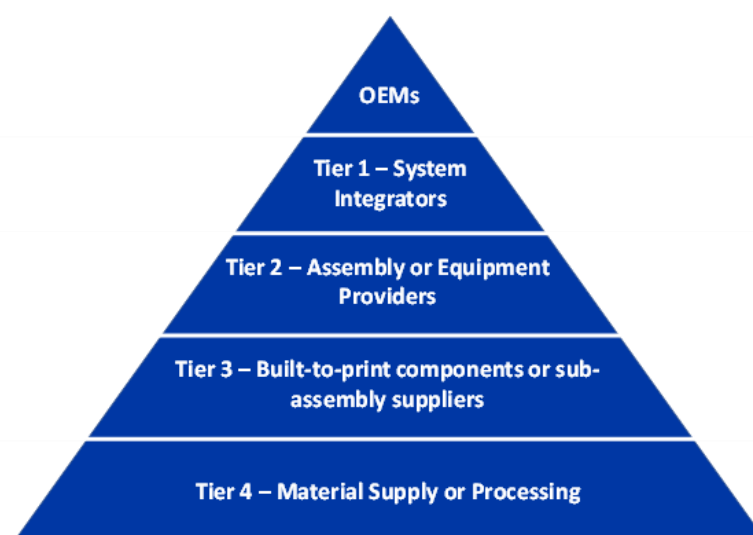 OEMs
Tier 1 – System
Integrators
Tier 2 – Assembly or Equipment
Providers
Tier 3 – Built-to-print components or sub-
assembly suppliers
Tier 4 – Material Supply or Processing